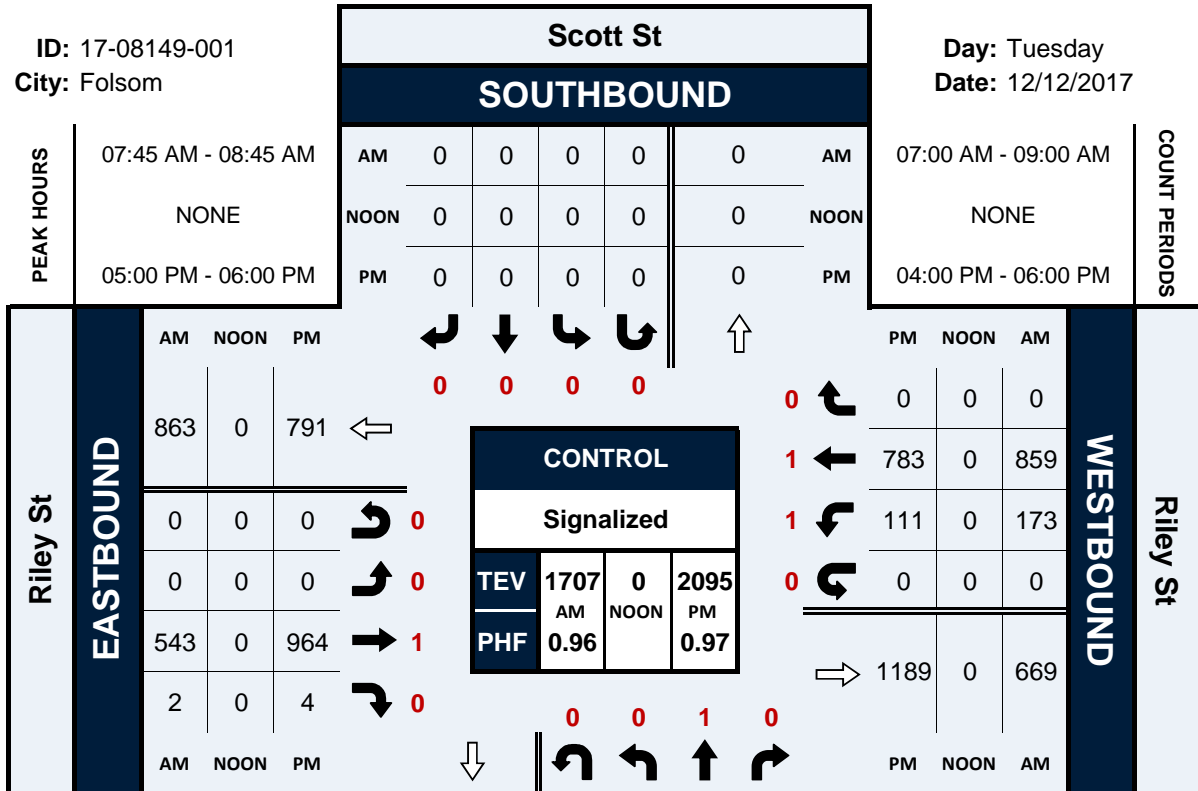 ID: 17-08149-001
City: Folsom
Scott St
SOUTHBOUND
Day: Tuesday
Date: 12/12/2017
PEAK HOURS
07:45 AM - 08:45 AM
NONE
05:00 PM - 06:00 PM
AM 0 0 0 0 0 AM
NOON 0 0 0 0 0 NOON
PM 0 0 0 0 0 PM
07:00 AM - 09:00 AM
NONE
04:00 PM - 06:00 PM
COUNT PERIODS
0 0 0 0
Riley St
EASTBOUND
AM NOON PM
863 0 791
0 0 0 0
0 0 0 0
543 0 964 1
2 0 4 0
AM NOON PM
CONTROL
Signalized
TEV 1707 0 2095
AM NOON PM
PHF 0.96 0.97
PM NOON AM
0 0 0 0
1 783 0 859
1 111 0 173
0 0 0 0
1189 0 669
PM NOON AM
WESTBOUND
Riley St
0 0 1 0